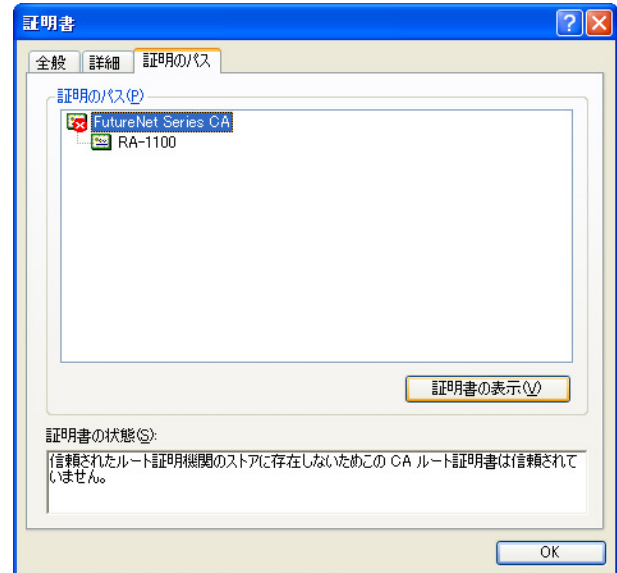 証明書
全般
詳細
証明のパス
証明のパス(P)
FutureNet Series CA
RA-1100
証明書の表示(V)
証明書の状態(S):
信頼されたルート証明機関のストアに存在しないためこの CA ルート証明書は信頼されて
いません。
OK